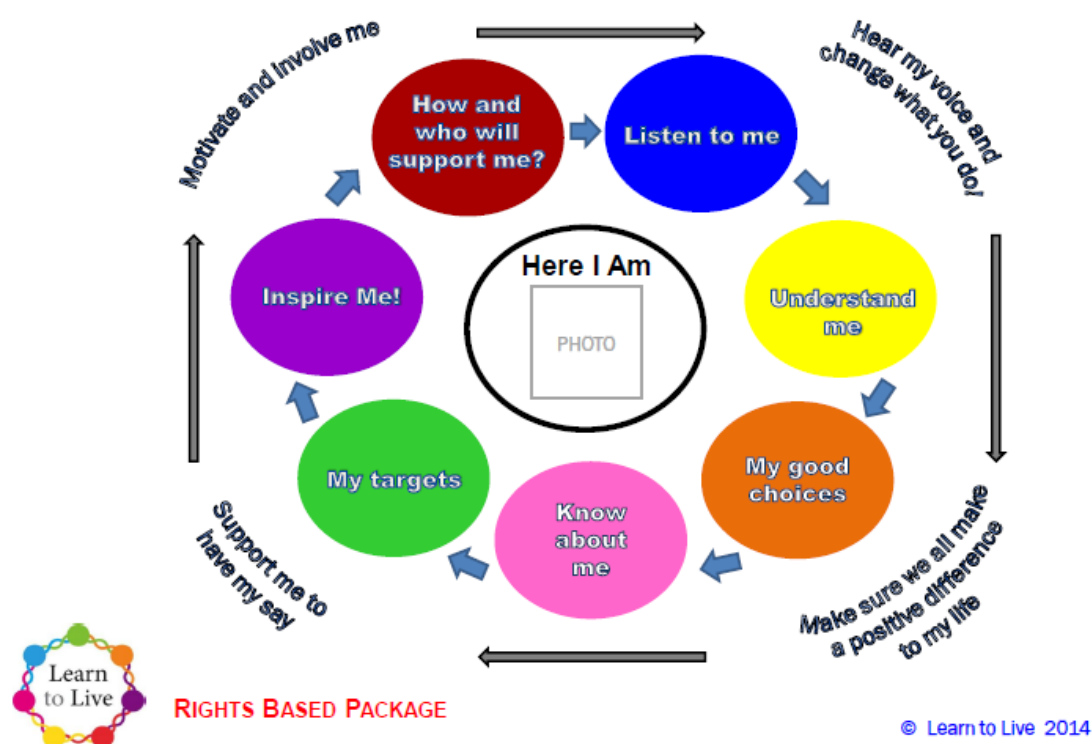 Motivate and involve me
Hear my voice and
change what you do!
How and
who will
support me?
Listen to me
Here I Am
PHOTO
Inspire Me!
Understand
me
My targets
My good
choices
Know
about
me
Support me to
have my say
Make sure we all make
a positive difference
to my life
Learn
to Live
RIGHTS BASED PACKAGE
© Learn to Live 2014